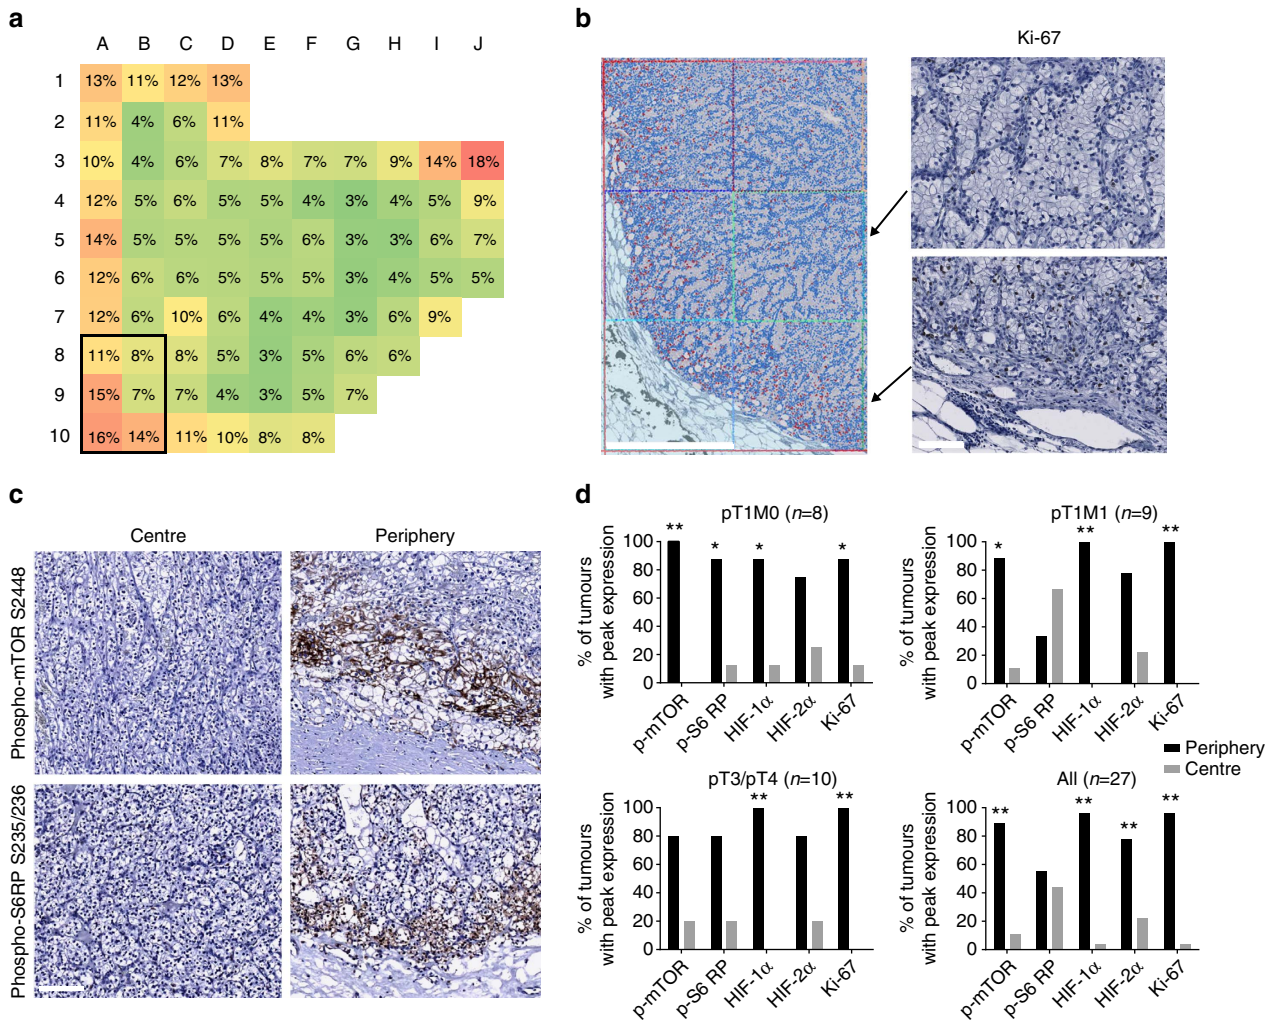 a
A B C D E F G H I J
1 13% 11% 12% 13%
2 11% 4% 6% 11%
3 10% 4% 6% 7% 8% 7% 7% 9% 14% 18%
4 12% 5% 6% 5% 5% 4% 3% 4% 5% 9%
5 14% 5% 5% 5% 5% 6% 3% 3% 6% 7%
6 12% 6% 6% 5% 5% 5% 3% 4% 5% 5%
7 12% 6% 10% 6% 4% 4% 3% 6% 9%
8 11% 8% 8% 5% 3% 5% 6% 6%
9 15% 7% 7% 4% 3% 5% 7%
10 16% 14% 11% 10% 8% 8%
b
Ki-67
c
Centre Periphery
Phospho-mTOR S2448
Phospho-S6RP S235/236
d
pT1M0 (n=8)
% of tumours
with peak expression
100
80
60
40
20
0
** * * *
p-mTOR p-S6 RP HIF-1α HIF-2α Ki-67
pT1M1 (n=9)
% of tumours
with peak expression
100
80
60
40
20
0
* ** **
p-mTOR p-S6 RP HIF-1α HIF-2α Ki-67
Periphery
Centre
pT3/pT4 (n=10)
% of tumours
with peak expression
100
80
60
40
20
0
** **
p-mTOR p-S6 RP HIF-1α HIF-2α Ki-67
All (n=27)
% of tumours
with peak expression
100
80
60
40
20
0
** ** ** **
p-mTOR p-S6 RP HIF-1α HIF-2α Ki-67